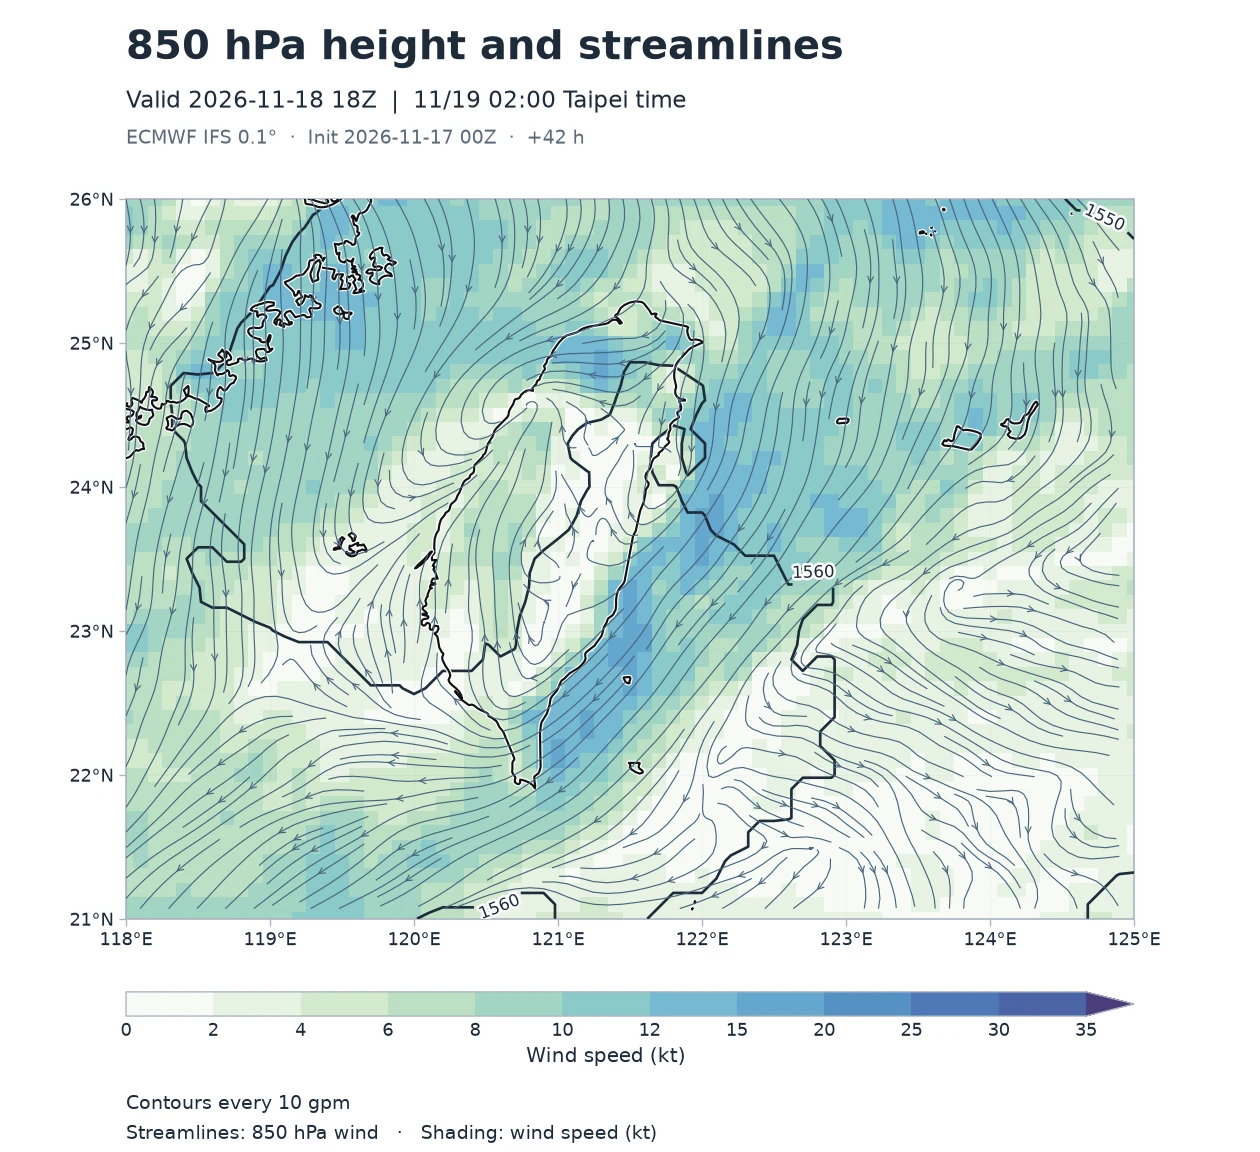 850 hPa height and streamlines
Valid 2026-11-18 18Z | 11/19 02:00 Taipei time
ECMWF IFS 0.1° · Init 2026-11-17 00Z · +42 h
26°N
25°N
24°N
23°N
22°N
21°N
1550
1560
1560
118°E 119°E 120°E 121°E 122°E 123°E 124°E 125°E
0 2 4 6 8 10 12 15 20 25 30 35
Wind speed (kt)
Contours every 10 gpm
Streamlines: 850 hPa wind · Shading: wind speed (kt)